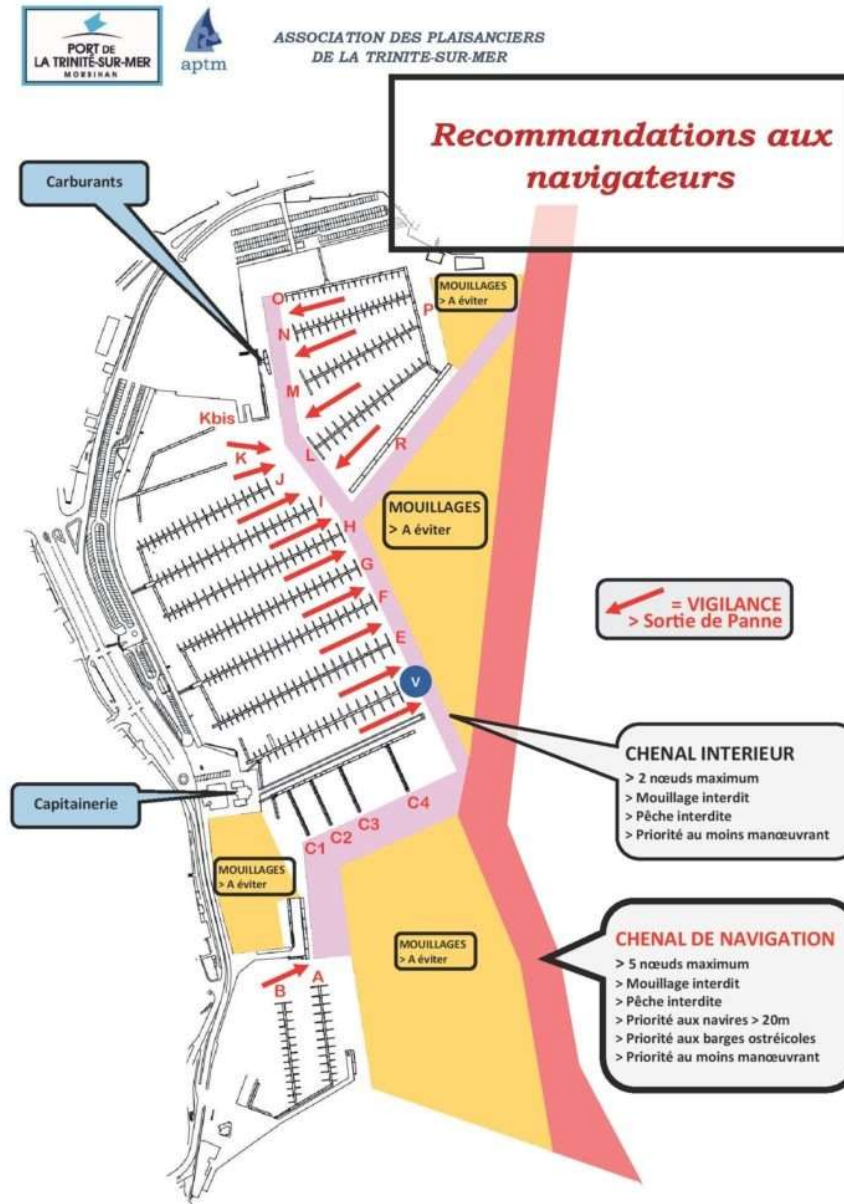 PORT DE
LA TRINITÉ-SUR-MER
MORBIHAN
aptm
ASSOCIATION DES PLAISANCIERS
DE LA TRINITE-SUR-MER
Recommandations aux
navigateurs
Carburants
MOUILLAGES
> A éviter
O
P
N
M
Kbis
L
R
K
J
I
H
MOUILLAGES
> A éviter
G
F
E
V
= VIGILANCE
> Sortie de Panne
CHENAL INTERIEUR
> 2 nœuds maximum
> Mouillage interdit
> Pêche interdite
> Priorité au moins manœuvrant
Capitainerie
C4
C3
C2
C1
MOUILLAGES
> A éviter
MOUILLAGES
> A éviter
CHENAL DE NAVIGATION
> 5 nœuds maximum
> Mouillage interdit
> Pêche interdite
> Priorité aux navires > 20m
> Priorité aux barges ostréicoles
> Priorité au moins manœuvrant
B
A